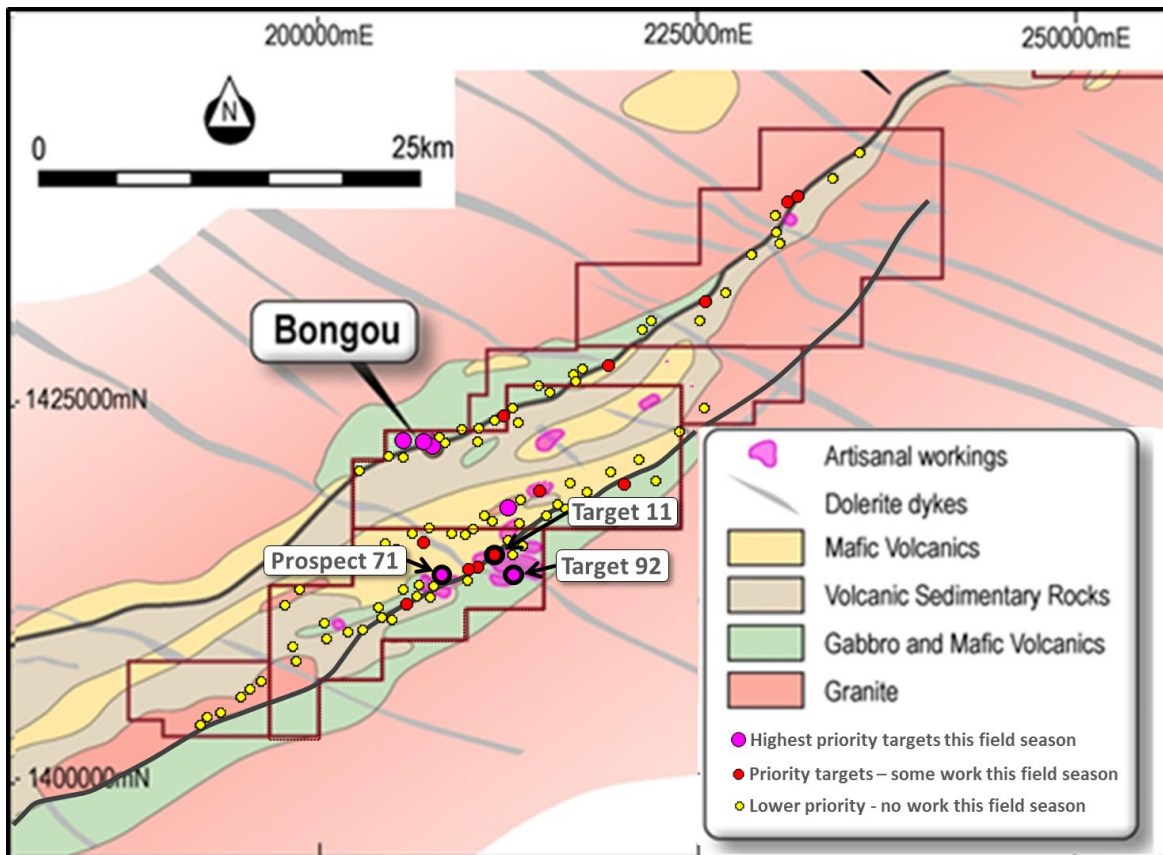 200000mE
225000mE
250000mE
N
0
25km
Bongou
1425000mN
Target 11
Prospect 71
Target 92
1400000mN
Artisanal workings
Dolerite dykes
Mafic Volcanics
Volcanic Sedimentary Rocks
Gabbro and Mafic Volcanics
Granite
Highest priority targets this field season
Priority targets – some work this field season
Lower priority - no work this field season